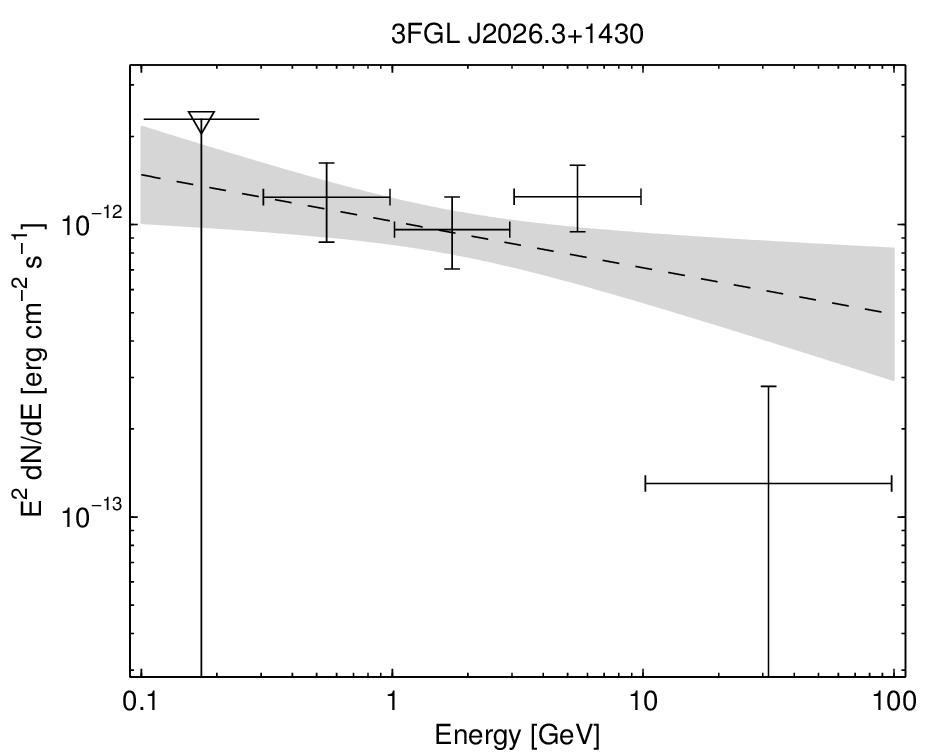 3FGL J2026.3+1430
E² dN/dE [erg cm⁻² s⁻¹]
10⁻¹²
10⁻¹³
0.1 1 10 100
Energy [GeV]